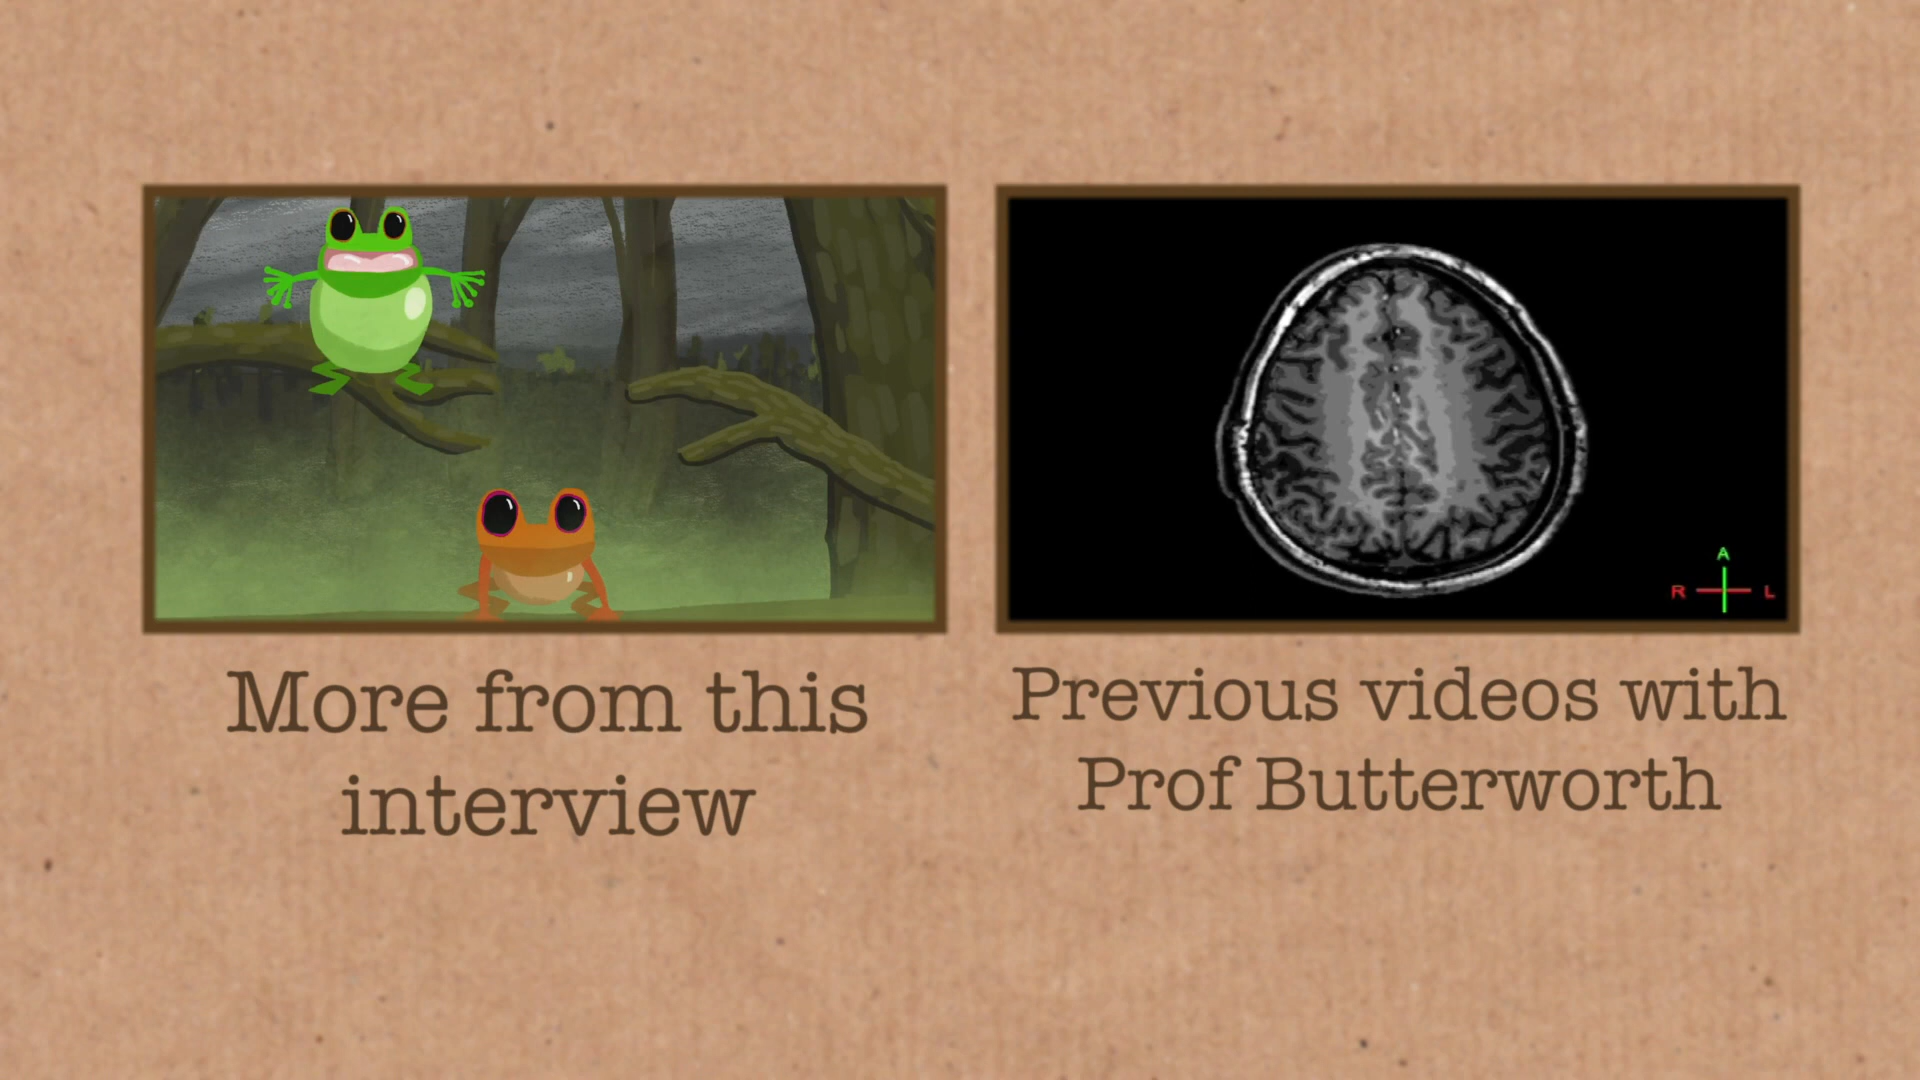 More from this
interview
Previous videos with
Prof Butterworth
A
R L